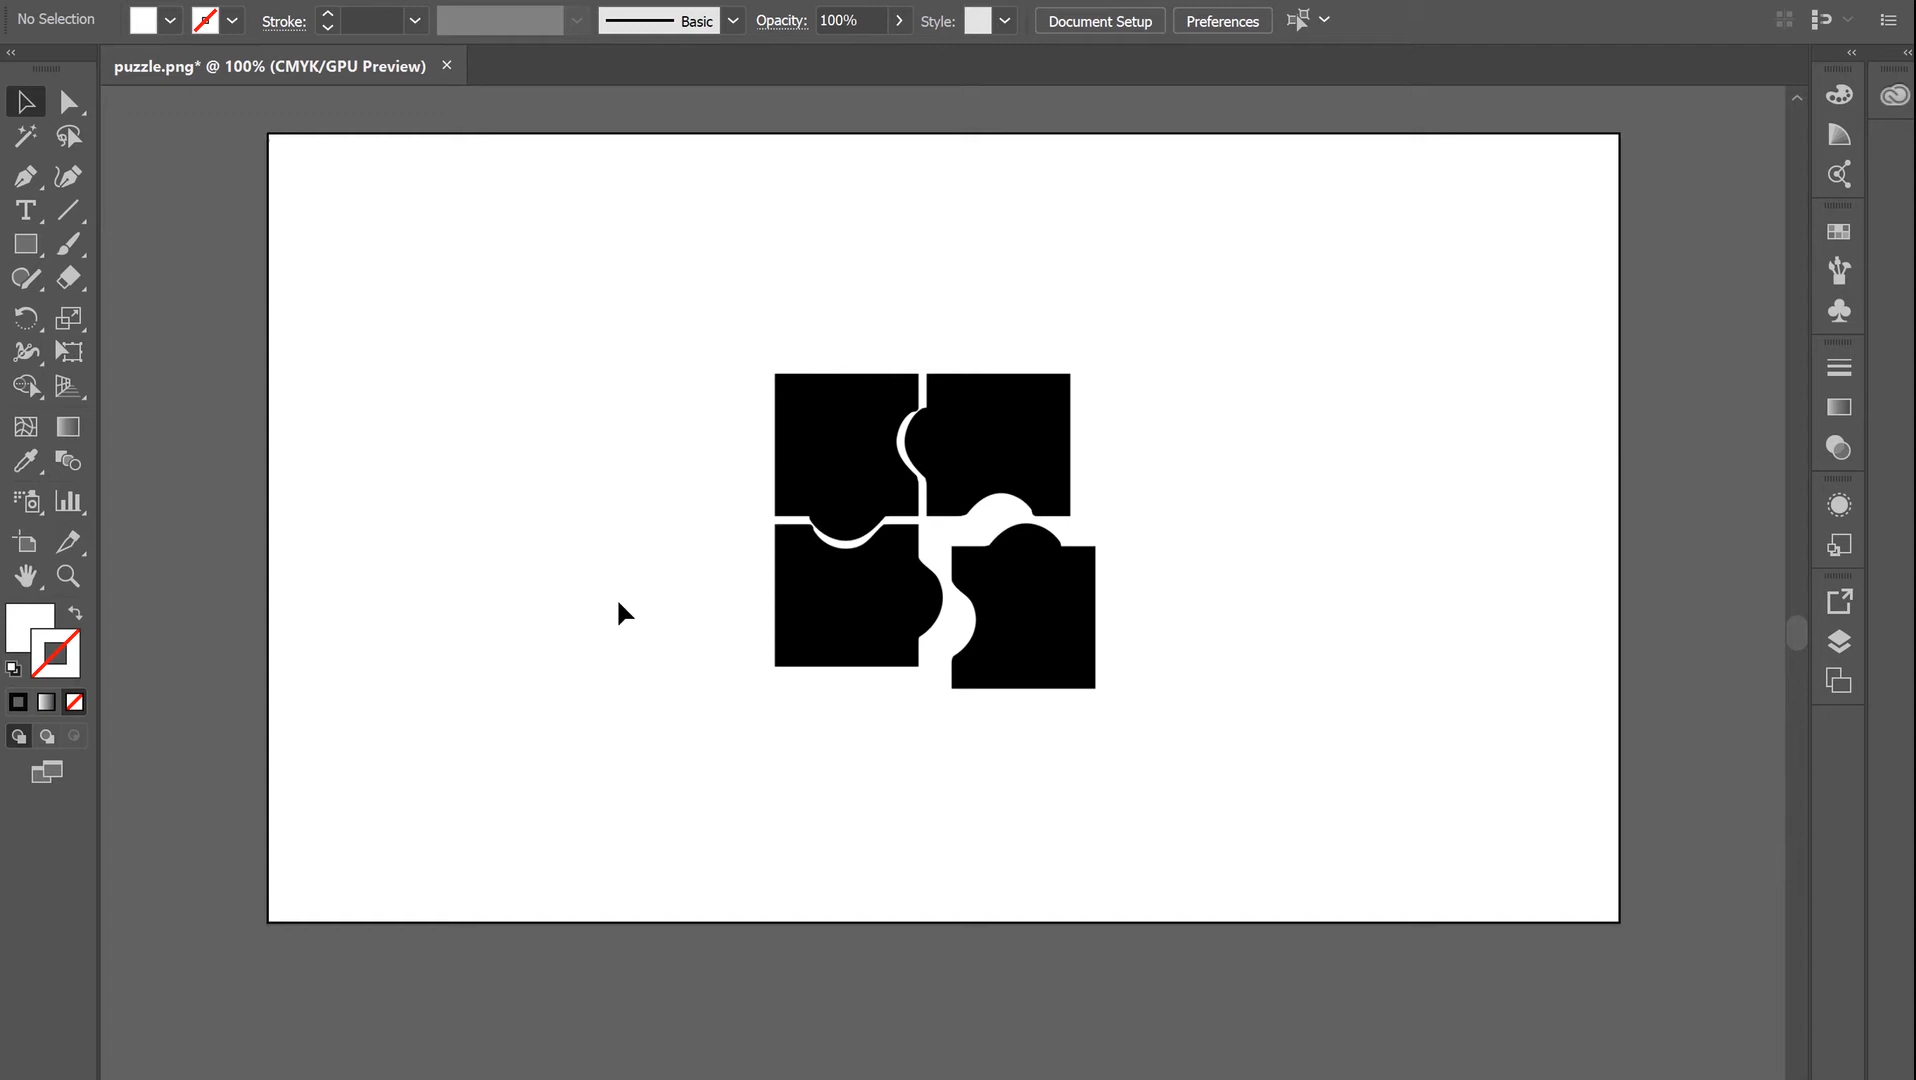 No Selection
Stroke:
Basic
Opacity: 100%
Style:
Document Setup
Preferences
puzzle.png* @ 100% (CMYK/GPU Preview)